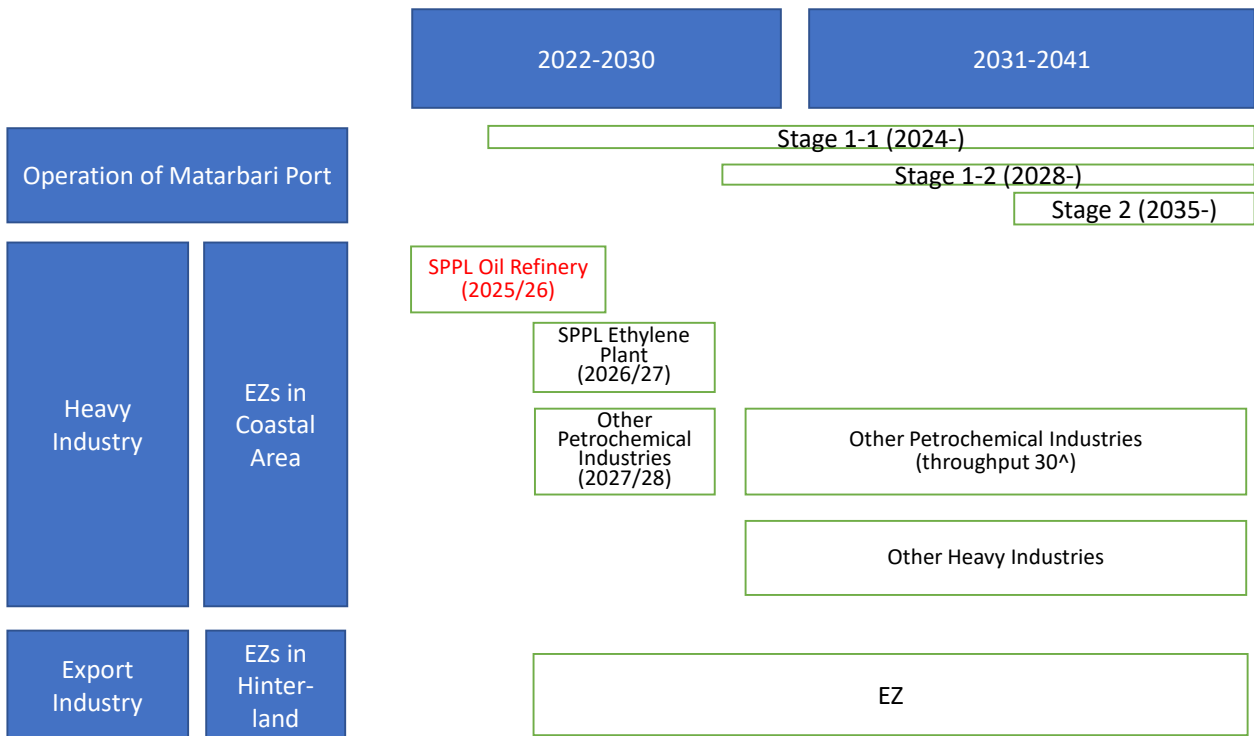 2022-2030
2031-2041
Operation of Matarbari Port
Stage 1-1 (2024-)
Stage 1-2 (2028-)
Stage 2 (2035-)
Heavy
Industry
EZs in
Coastal
Area
SPPL Oil Refinery
(2025/26)
SPPL Ethylene
Plant
(2026/27)
Other
Petrochemical
Industries
(2027/28)
Other Petrochemical Industries
(throughput 30^)
Other Heavy Industries
Export
Industry
EZs in
Hinter-
land
EZ